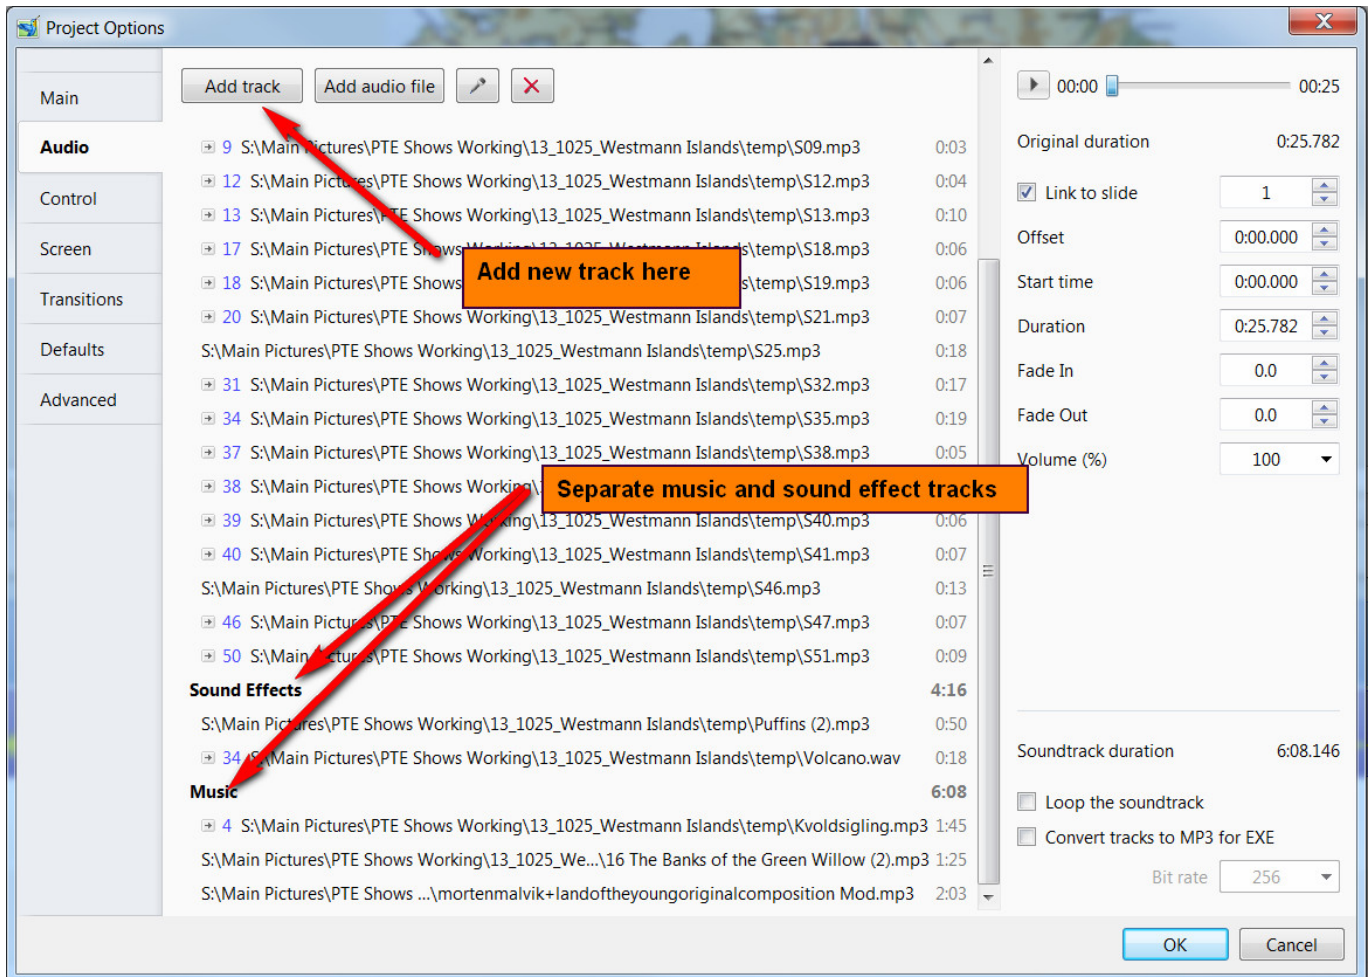 Project Options
X
Main
Audio
Control
Screen
Transitions
Defaults
Advanced
Add track Add audio file
9 S:\Main Pictures\PTE Shows Working\13_1025_Westmann Islands\temp\S09.mp3 0:03
12 S:\Main Pictures\PTE Shows Working\13_1025_Westmann Islands\temp\S12.mp3 0:04
13 S:\Main Pictures\PTE Shows Working\13_1025_Westmann Islands\temp\S13.mp3 0:10
17 S:\Main Pictures\PTE Shows Working\13_1025_Westmann Islands\temp\S18.mp3 0:06
18 S:\Main Pictures\PTE Shows s\temp\S19.mp3 0:06
Add new track here
20 S:\Main Pictures\PTE Shows Working\13_1025_Westmann Islands\temp\S21.mp3 0:07
S:\Main Pictures\PTE Shows Working\13_1025_Westmann Islands\temp\S25.mp3 0:18
31 S:\Main Pictures\PTE Shows Working\13_1025_Westmann Islands\temp\S32.mp3 0:17
34 S:\Main Pictures\PTE Shows Working\13_1025_Westmann Islands\temp\S35.mp3 0:19
37 S:\Main Pictures\PTE Shows Working\13_1025_Westmann Islands\temp\S38.mp3 0:05
38 S:\Main Pictures\PTE Shows Working\
Separate music and sound effect tracks
39 S:\Main Pictures\PTE Shows Working\13_1025_Westmann Islands\temp\S40.mp3 0:06
40 S:\Main Pictures\PTE Shows Working\13_1025_Westmann Islands\temp\S41.mp3 0:07
S:\Main Pictures\PTE Shows Working\13_1025_Westmann Islands\temp\S46.mp3 0:13
46 S:\Main Pictures\PTE Shows Working\13_1025_Westmann Islands\temp\S47.mp3 0:07
50 S:\Main Pictures\PTE Shows Working\13_1025_Westmann Islands\temp\S51.mp3 0:09
Sound Effects 4:16
S:\Main Pictures\PTE Shows Working\13_1025_Westmann Islands\temp\Puffins (2).mp3 0:50
34 S:\Main Pictures\PTE Shows Working\13_1025_Westmann Islands\temp\Volcano.wav 0:18
Music 6:08
4 S:\Main Pictures\PTE Shows Working\13_1025_Westmann Islands\temp\Kvoldsigling.mp3 1:45
S:\Main Pictures\PTE Shows Working\13_1025_We...\16 The Banks of the Green Willow (2).mp3 1:25
S:\Main Pictures\PTE Shows ...\mortenmalvik+landoftheyoungoriginalcomposition Mod.mp3 2:03
00:00 00:25
Original duration 0:25.782
Link to slide 1
Offset 0:00.000
Start time 0:00.000
Duration 0:25.782
Fade In 0.0
Fade Out 0.0
Volume (%) 100
Soundtrack duration 6:08.146
Loop the soundtrack
Convert tracks to MP3 for EXE
Bit rate 256
OK Cancel